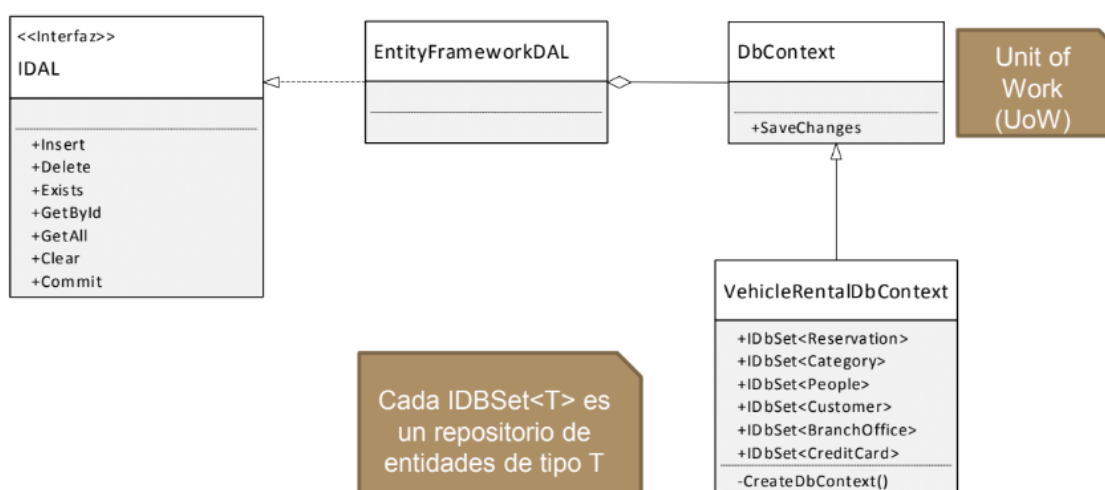 <<Interfaz>>
IDAL
+Insert
+Delete
+Exists
+GetById
+GetAll
+Clear
+Commit
EntityFrameworkDAL
DbContext
+SaveChanges
Unit of
Work
(UoW)
VehicleRentalDbContext
+IDbSet<Reservation>
+IDbSet<Category>
+IDbSet<People>
+IDbSet<Customer>
+IDbSet<BranchOffice>
+IDbSet<CreditCard>
-CreateDbContext()
Cada IDBSet<T> es
un repositorio de
entidades de tipo T